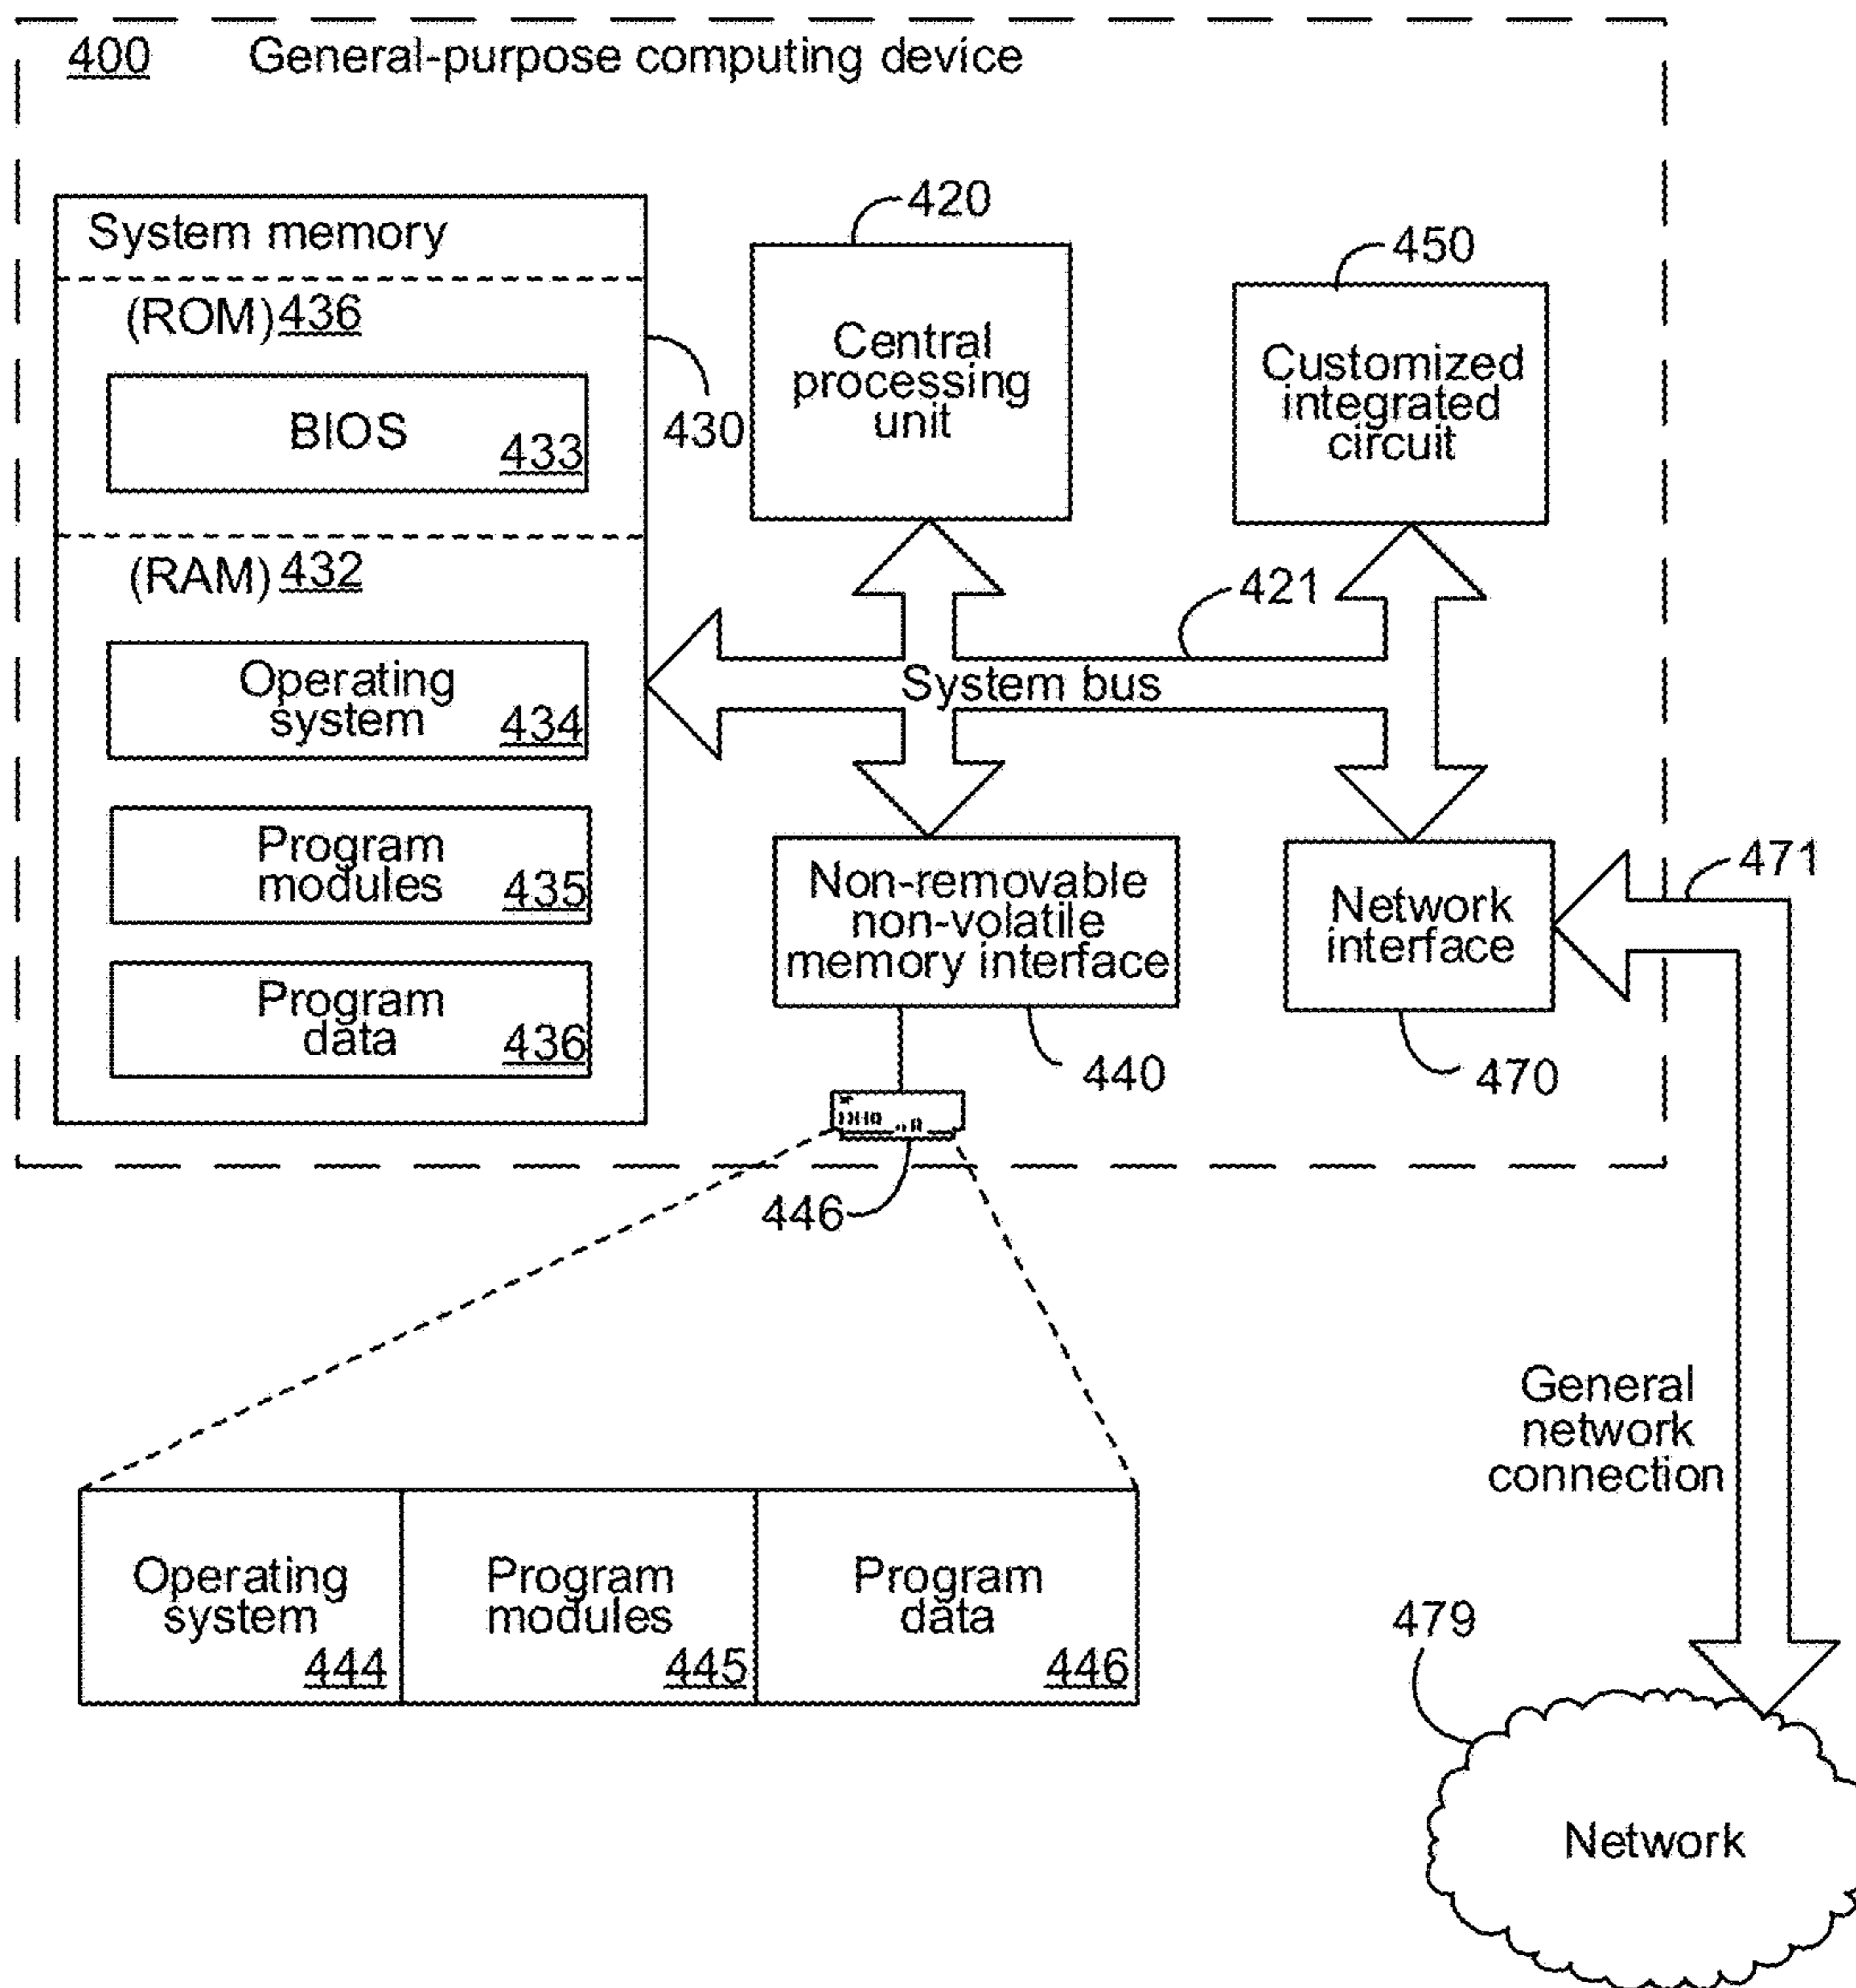 400 General-purpose computing device
System memory
(ROM) 436
BIOS
433
430
(RAM) 432
Operating
system
434
Program
modules
435
Program
data
436
420
Central
processing
unit
450
Customized
integrated
circuit
421
System bus
Non-removable
non-volatile
memory interface
440
446
Network
interface
470
471
Operating
system
444
Program
modules
445
Program
data
446
General
network
connection
479
Network